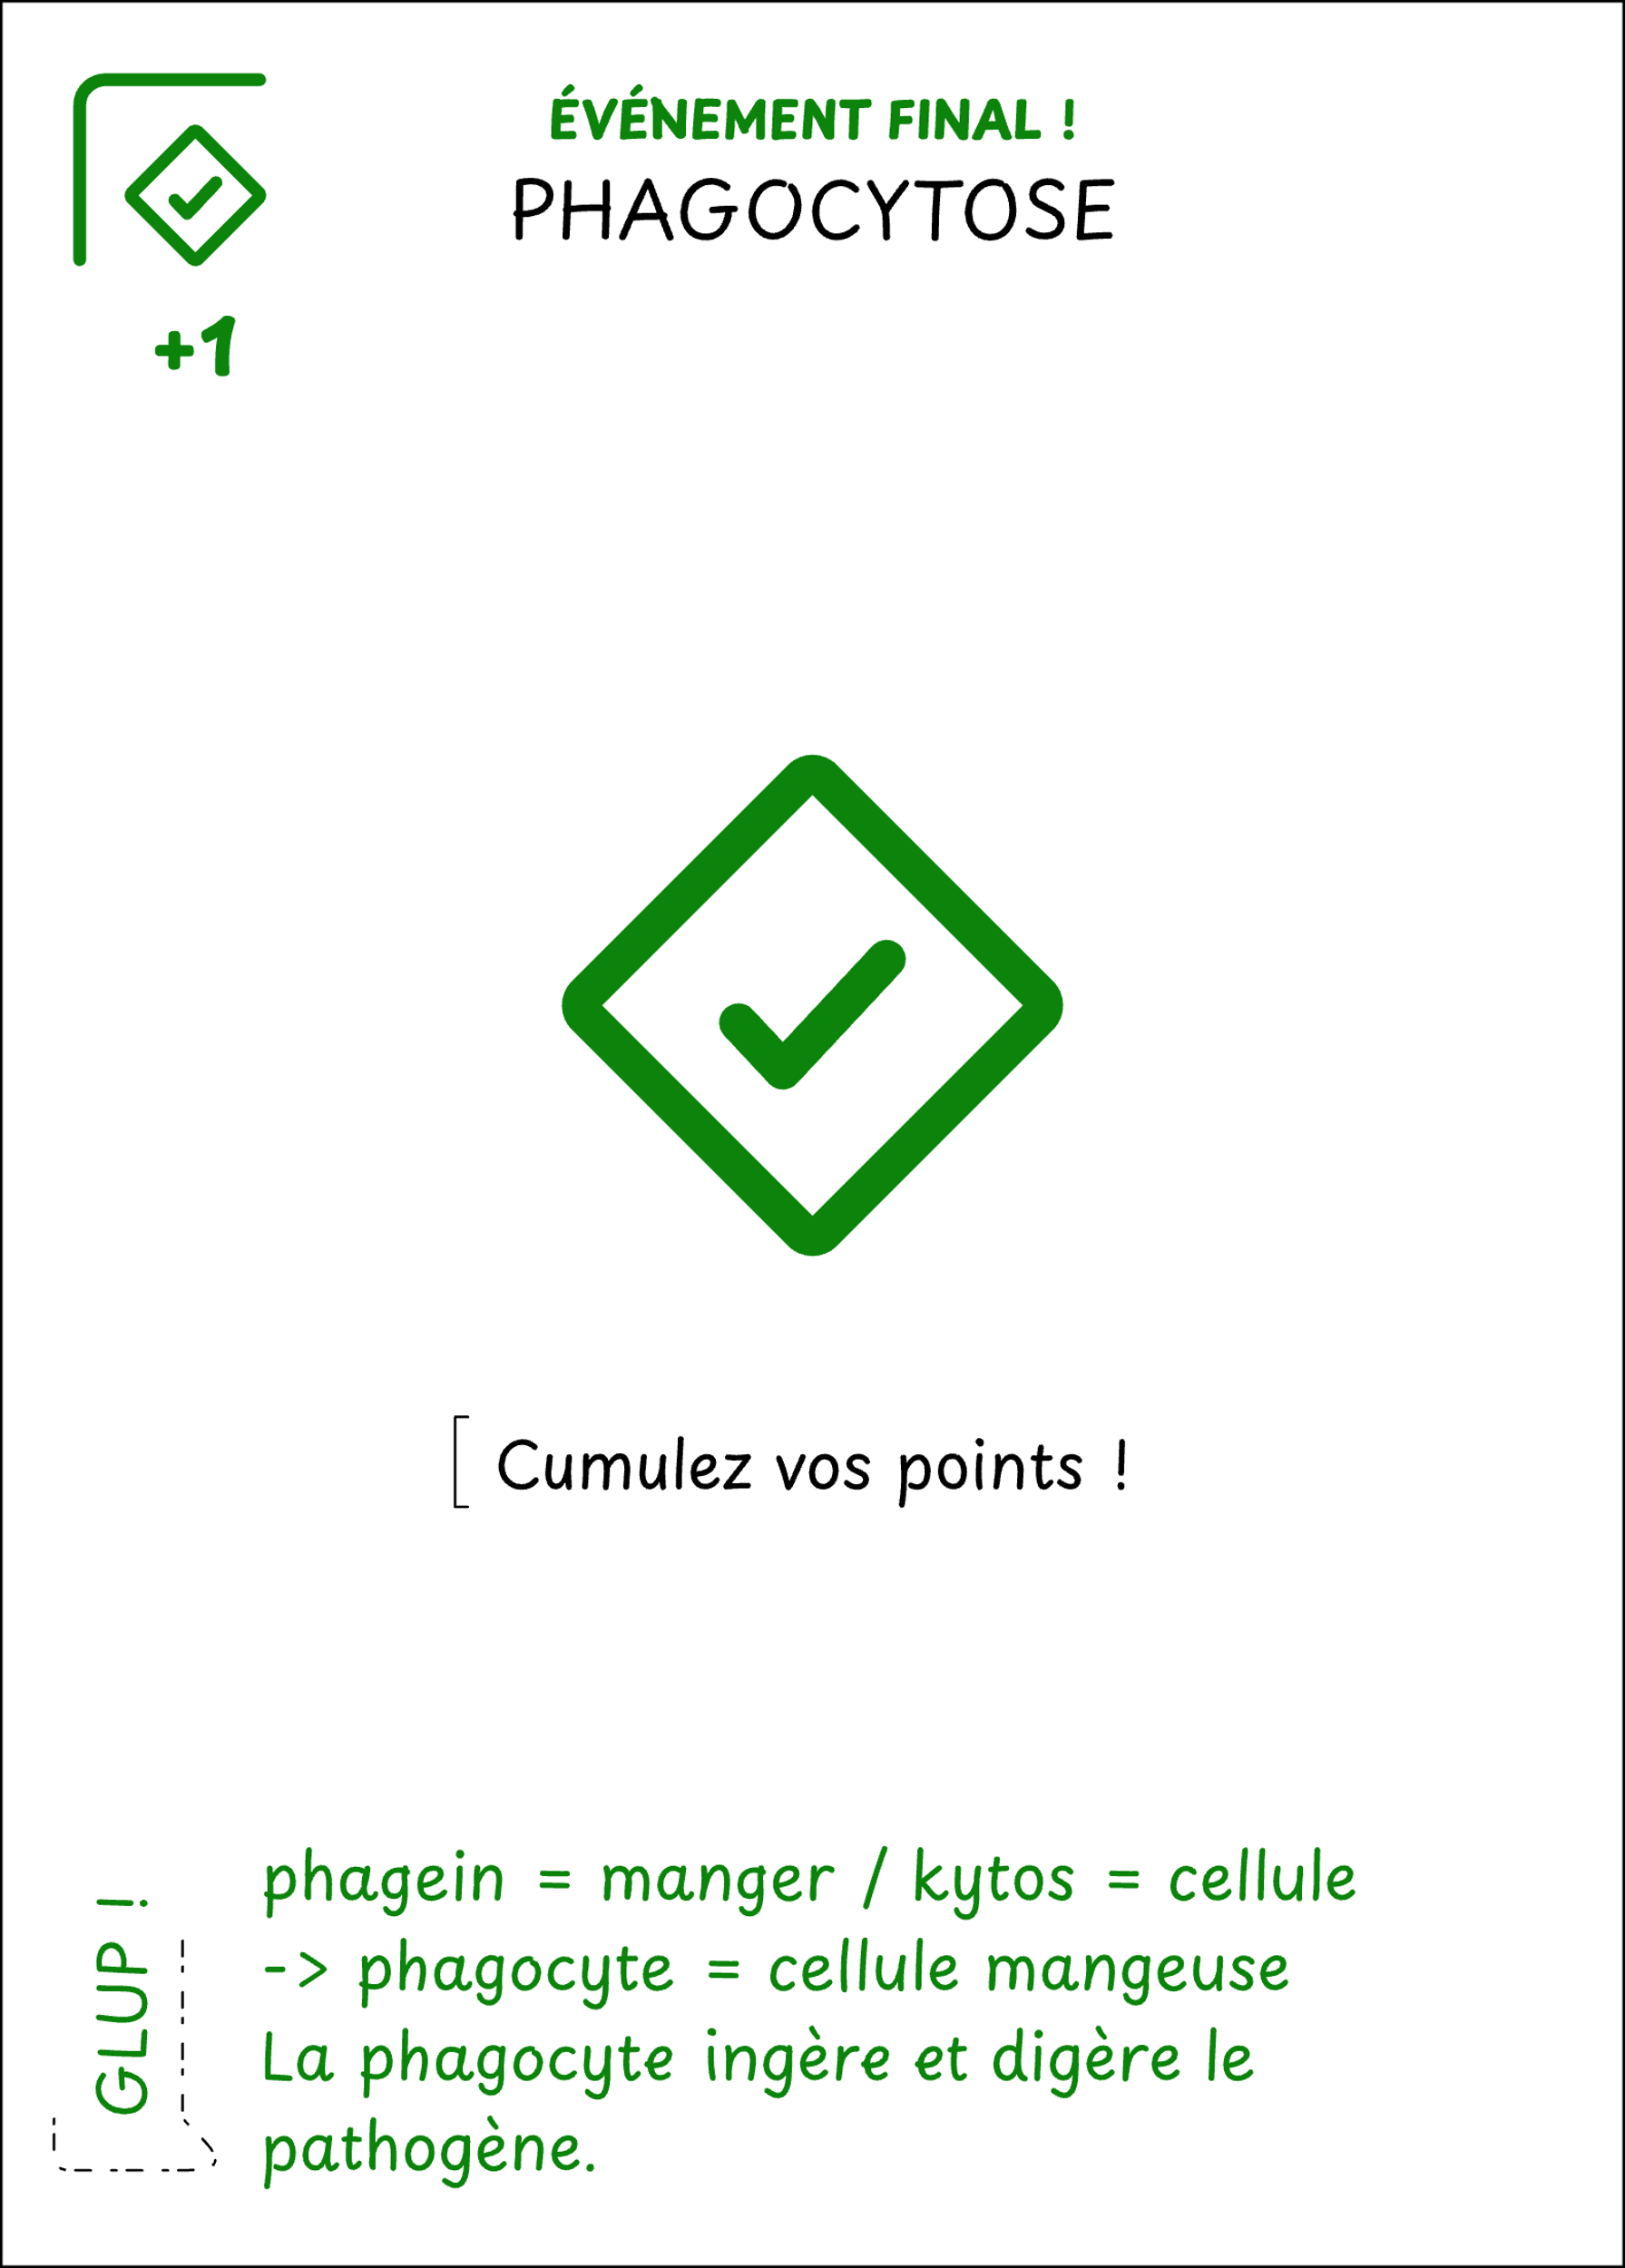 ÉVÉNEMENT FINAL !
PHAGOCYTOSE
+1
Cumulez vos points !
GLUP !
phagein = manger / kytos = cellule
-> phagocyte = cellule mangeuse
La phagocyte ingère et digère le
pathogène.